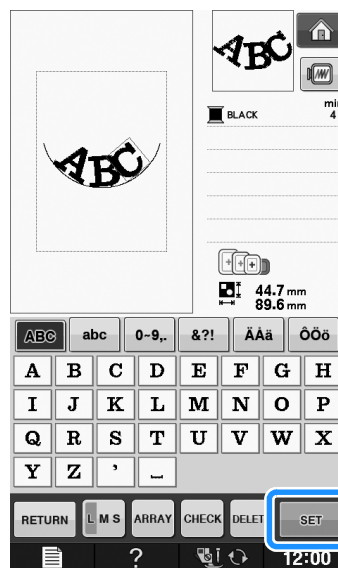 ABC
ABC
BLACK
min
4
44.7 mm
89.6 mm
ABC abc 0~9,. &?! ÄÅä ÔÖö
A B C D E F G H
I J K L M N O P
Q R S T U V W X
Y Z ’ _
RETURN L M S ARRAY CHECK DELET SET
? 12:00